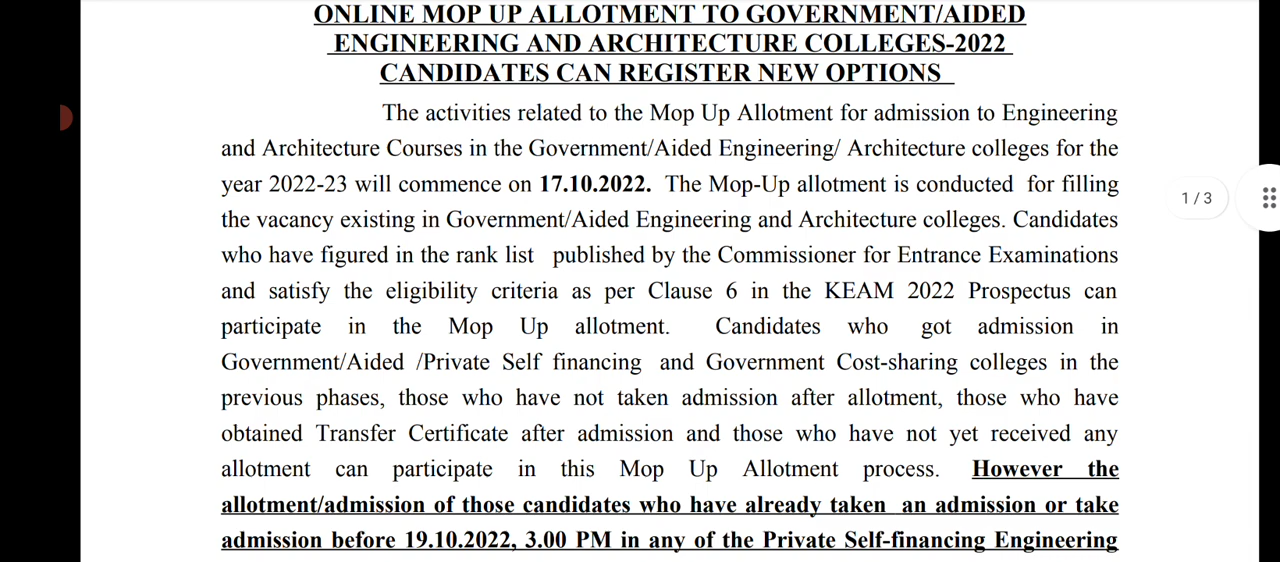 ONLINE MOP UP ALLOTMENT TO GOVERNMENT/AIDED
ENGINEERING AND ARCHITECTURE COLLEGES-2022
CANDIDATES CAN REGISTER NEW OPTIONS
The activities related to the Mop Up Allotment for admission to Engineering
and Architecture Courses in the Government/Aided Engineering/ Architecture colleges for the
year 2022-23 will commence on 17.10.2022. The Mop-Up allotment is conducted for filling
the vacancy existing in Government/Aided Engineering and Architecture colleges. Candidates
who have figured in the rank list published by the Commissioner for Entrance Examinations
and satisfy the eligibility criteria as per Clause 6 in the KEAM 2022 Prospectus can
participate in the Mop Up allotment. Candidates who got admission in
Government/Aided /Private Self financing and Government Cost-sharing colleges in the
previous phases, those who have not taken admission after allotment, those who have
obtained Transfer Certificate after admission and those who have not yet received any
allotment can participate in this Mop Up Allotment process. However the
allotment/admission of those candidates who have already taken an admission or take
admission before 19.10.2022, 3.00 PM in any of the Private Self-financing Engineering
1 / 3